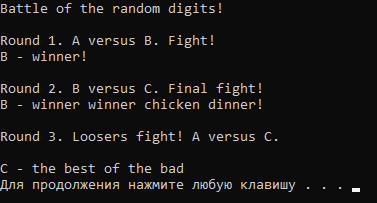 Battle of the random digits!
Round 1. A versus B. Fight!
B - winner!
Round 2. B versus C. Final fight!
B - winner winner chicken dinner!
Round 3. Loosers fight! A versus C.
C - the best of the bad
Для продолжения нажмите любую клавишу . . .